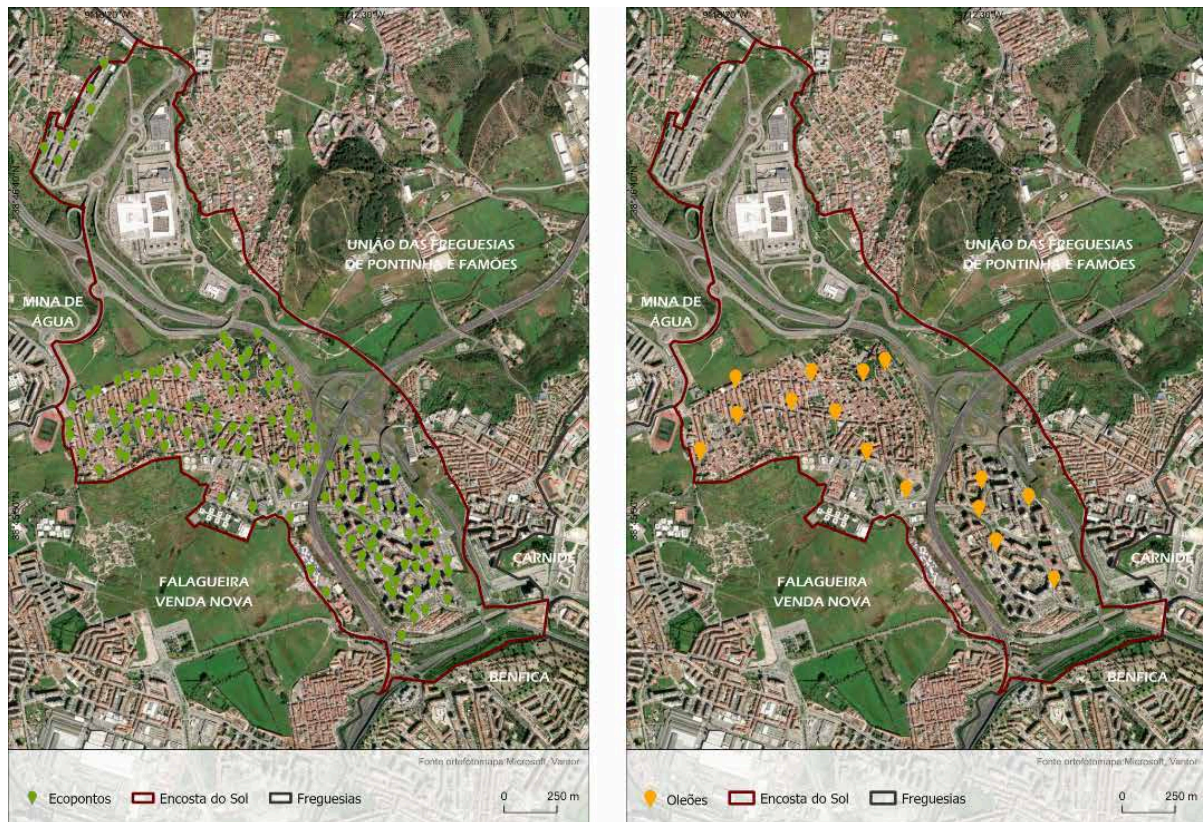 UNIÃO DAS FREGUESIAS
DE PONTINHA E FAMÕES
MINA DE
ÁGUA
FALAGUEIRA
VENDA NOVA
CARNIDE
BENFICA
Fonte ortofotomapa:Microsoft, Vantor
Ecopontos
Encosta do Sol
Freguesias
0 250 m
UNIÃO DAS FREGUESIAS
DE PONTINHA E FAMÕES
MINA DE
ÁGUA
FALAGUEIRA
VENDA NOVA
CARNIDE
BENFICA
Fonte ortofotomapa:Microsoft, Vantor
Oleões
Encosta do Sol
Freguesias
0 250 m